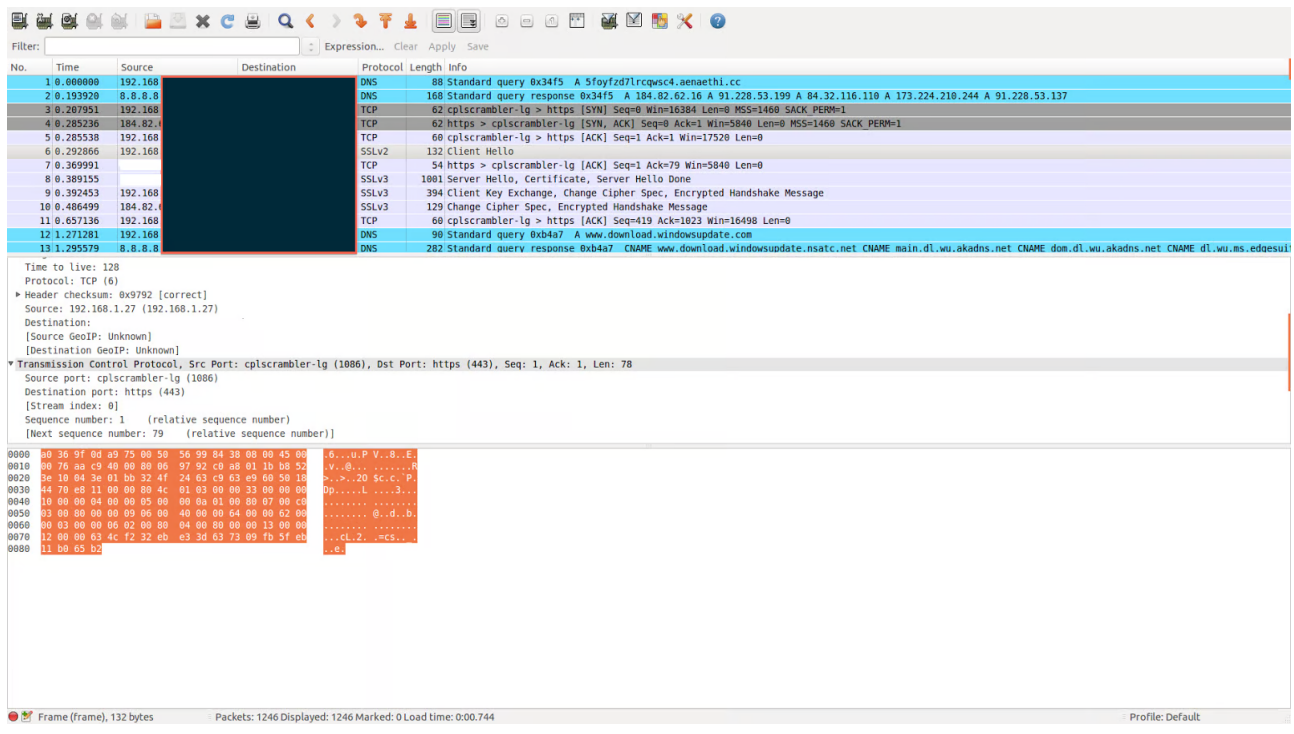 Filter: Expression... Clear Apply Save
No. Time Source Destination Protocol Length Info
1 0.000000 192.168 DNS 88 Standard query 0x34f5 A 5foyfzd7lrcqwsc4.aenaethi.cc
2 0.193920 8.8.8.8 DNS 168 Standard query response 0x34f5 A 184.82.62.16 A 91.228.53.199 A 84.32.116.110 A 173.224.210.244 A 91.228.53.137
3 0.207951 192.168 TCP 62 cplscrambler-lg > https [SYN] Seq=0 Win=16384 Len=0 MSS=1460 SACK_PERM=1
4 0.285236 184.82.6 TCP 62 https > cplscrambler-lg [SYN, ACK] Seq=0 Ack=1 Win=5840 Len=0 MSS=1460 SACK_PERM=1
5 0.285538 192.168 TCP 60 cplscrambler-lg > https [ACK] Seq=1 Ack=1 Win=17520 Len=0
6 0.292866 192.168 SSLv2 132 Client Hello
7 0.369991 TCP 54 https > cplscrambler-lg [ACK] Seq=1 Ack=79 Win=5840 Len=0
8 0.389155 SSLv3 1001 Server Hello, Certificate, Server Hello Done
9 0.392453 192.168 SSLv3 394 Client Key Exchange, Change Cipher Spec, Encrypted Handshake Message
10 0.486499 184.82.6 SSLv3 129 Change Cipher Spec, Encrypted Handshake Message
11 0.657136 192.168 TCP 60 cplscrambler-lg > https [ACK] Seq=419 Ack=1023 Win=16498 Len=0
12 1.271281 192.168 DNS 90 Standard query 0xb4a7 A www.download.windowsupdate.com
13 1.295579 8.8.8.8 DNS 282 Standard query response 0xb4a7 CNAME www.download.windowsupdate.nsatc.net CNAME main.dl.wu.akadns.net CNAME dom.dl.wu.akadns.net CNAME dl.wu.ms.edgesui
Time to live: 128
Protocol: TCP (6)
Header checksum: 0x9792 [correct]
Source: 192.168.1.27 (192.168.1.27)
Destination:
[Source GeoIP: Unknown]
[Destination GeoIP: Unknown]
Transmission Control Protocol, Src Port: cplscrambler-lg (1086), Dst Port: https (443), Seq: 1, Ack: 1, Len: 78
Source port: cplscrambler-lg (1086)
Destination port: https (443)
[Stream index: 0]
Sequence number: 1 (relative sequence number)
[Next sequence number: 79 (relative sequence number)]
0000 a0 36 9f 0d a9 75 00 50 56 99 84 38 08 00 45 00 .6...u.P V..8..E.
0010 00 76 aa c9 40 00 80 06 97 92 c0 a8 01 1b b8 52 .v..@... .......R
0020 3e 10 04 3e 01 bb 32 4f 24 63 c9 63 e9 60 50 18 >..>..2O $c.c.`P.
0030 44 70 e8 11 00 00 80 4c 01 03 00 00 33 00 00 00 Dp.....L ....3...
0040 10 00 00 04 00 00 05 00 00 0a 01 00 80 07 00 c0 ........ ........
0050 03 00 80 00 00 09 06 00 40 00 00 64 00 00 62 00 ........ @..d..b.
0060 00 03 00 00 06 02 00 80 04 00 80 00 00 13 00 00 ........ ........
0070 12 00 00 63 4c f2 32 eb e3 3d 63 73 09 fb 5f eb ...cL.2. .=cs.._.
0080 11 b0 65 b2 ..e.
Frame (frame), 132 bytes Packets: 1246 Displayed: 1246 Marked: 0 Load time: 0:00.744 Profile: Default